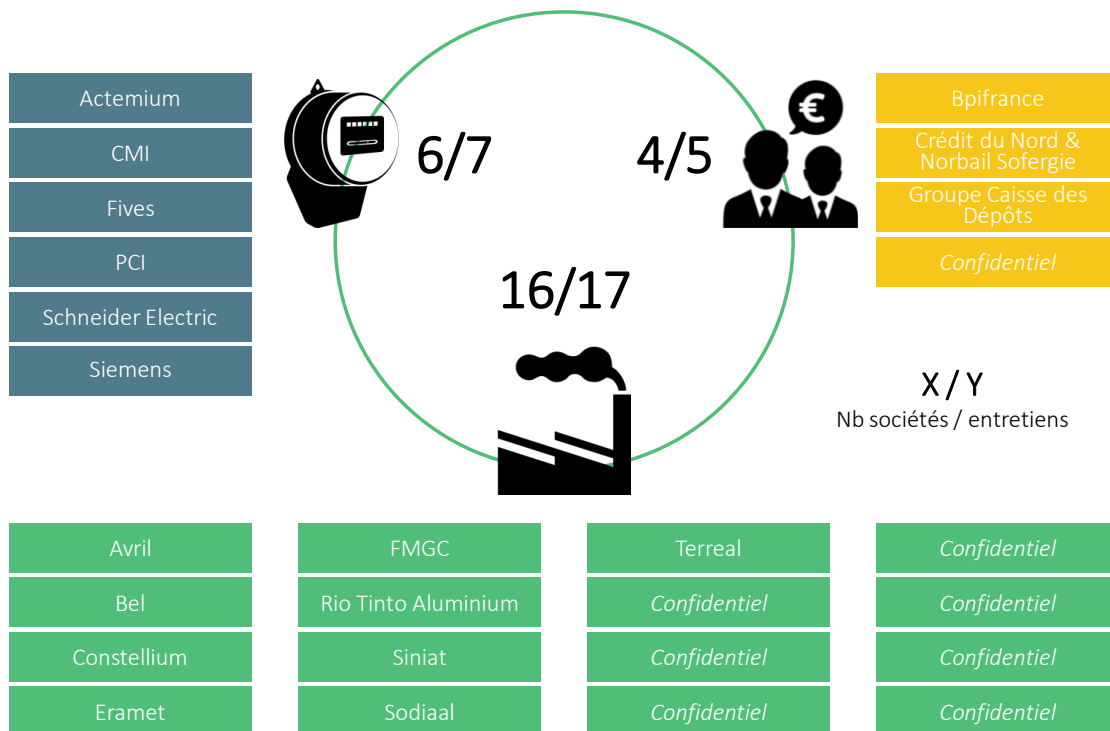 Actemium
CMI
Fives
PCI
Schneider Electric
Siemens
6/7
4/5
€
16/17
Bpifrance
Crédit du Nord &
Norbail Sofergie
Groupe Caisse des
Dépôts
Confidentiel
X / Y
Nb sociétés / entretiens
Avril
FMGC
Terreal
Confidentiel
Bel
Rio Tinto Aluminium
Confidentiel
Confidentiel
Constellium
Siniat
Confidentiel
Confidentiel
Eramet
Sodiaal
Confidentiel
Confidentiel